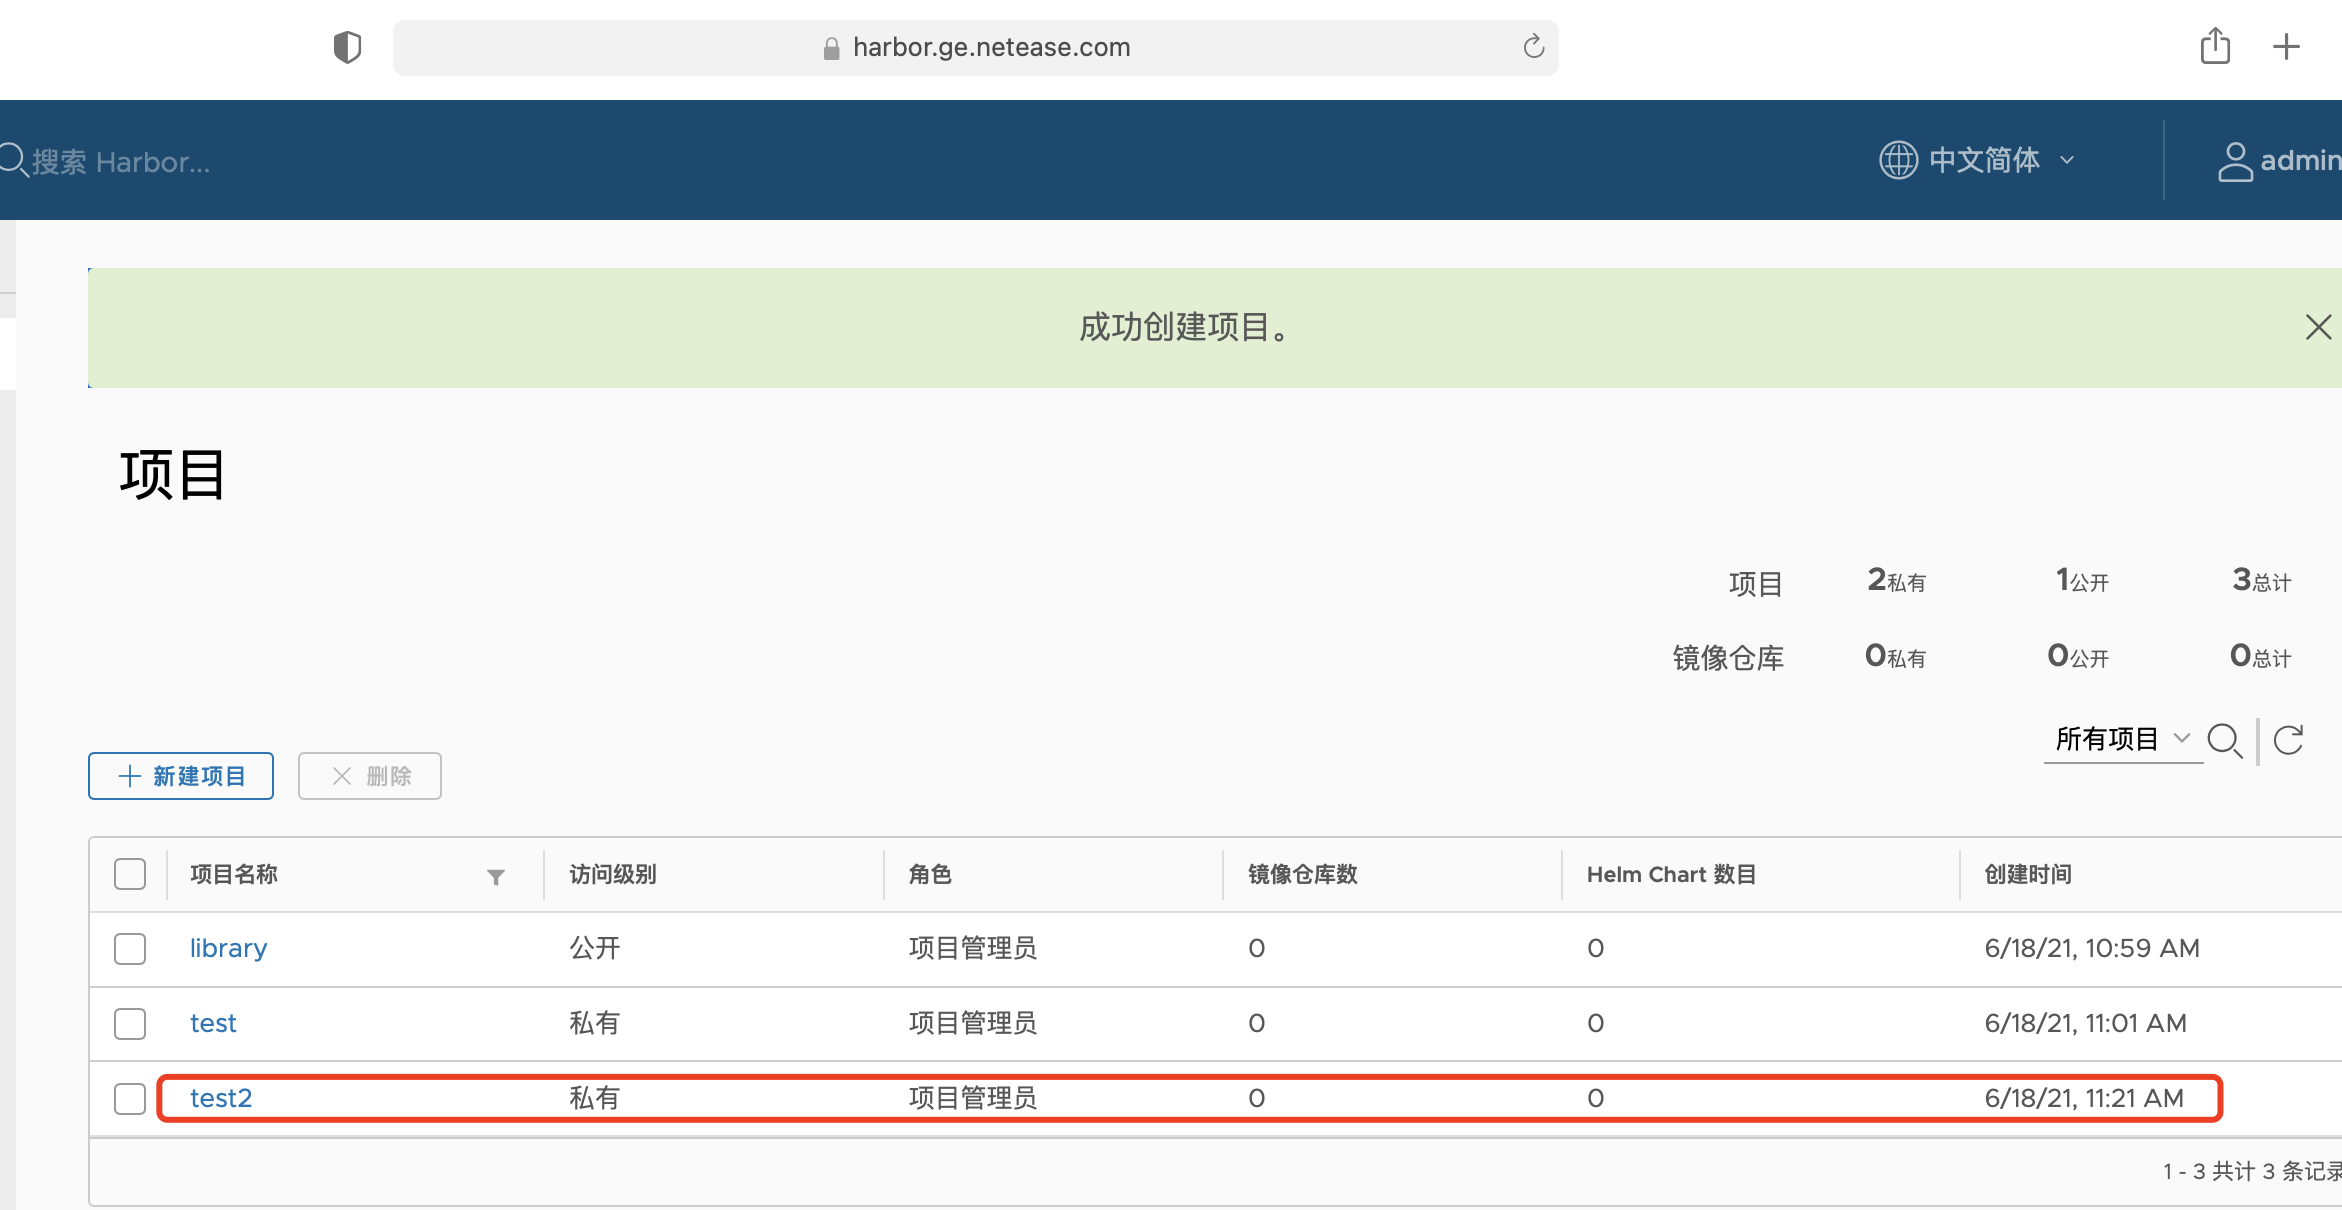 harbor.ge.netease.com
搜索 Harbor...
中文简体
admin
成功创建项目。
项目
项目 2私有 1公开 3总计
镜像仓库 0私有 0公开 0总计
所有项目
新建项目 删除
项目名称 访问级别 角色 镜像仓库数 Helm Chart 数目 创建时间
library 公开 项目管理员 0 0 6/18/21, 10:59 AM
test 私有 项目管理员 0 0 6/18/21, 11:01 AM
test2 私有 项目管理员 0 0 6/18/21, 11:21 AM
1 - 3 共计 3 条记录